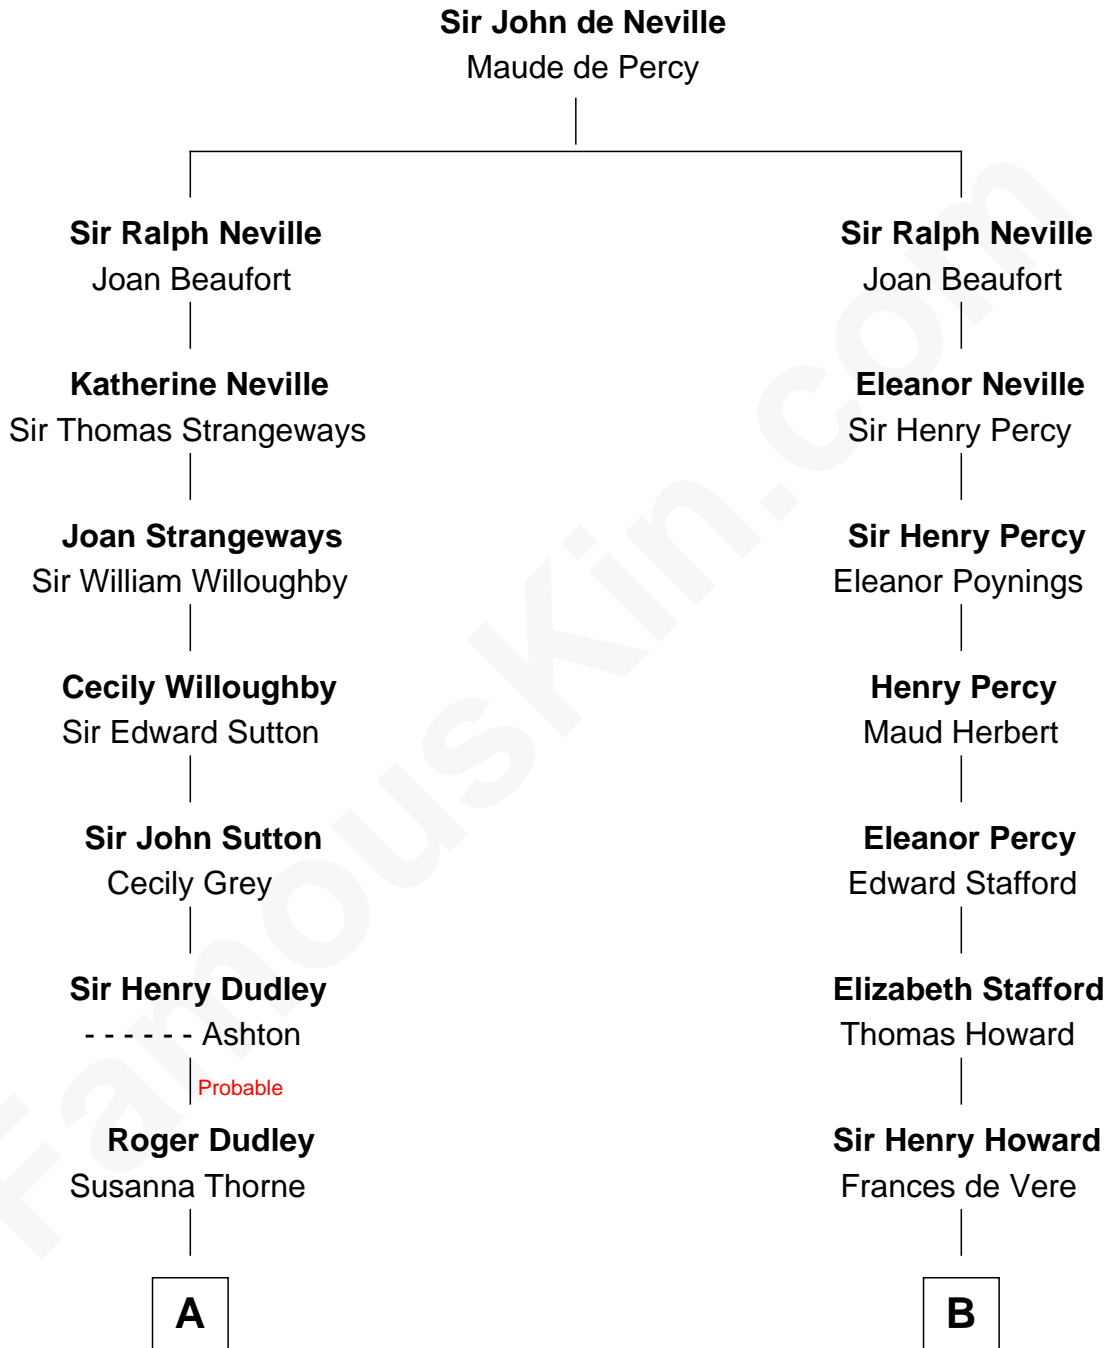 Sir John de Neville
Maude de Percy
Sir Ralph Neville
Joan Beaufort
Katherine Neville
Sir Thomas Strangeways
Joan Strangeways
Sir William Willoughby
Cecily Willoughby
Sir Edward Sutton
Sir John Sutton
Cecily Grey
Sir Henry Dudley
- - - - - - Ashton
Probable
Roger Dudley
Susanna Thorne
A
Sir Ralph Neville
Joan Beaufort
Eleanor Neville
Sir Henry Percy
Sir Henry Percy
Eleanor Poynings
Henry Percy
Maud Herbert
Eleanor Percy
Edward Stafford
Elizabeth Stafford
Thomas Howard
Sir Henry Howard
Frances de Vere
B
FamousKin.com